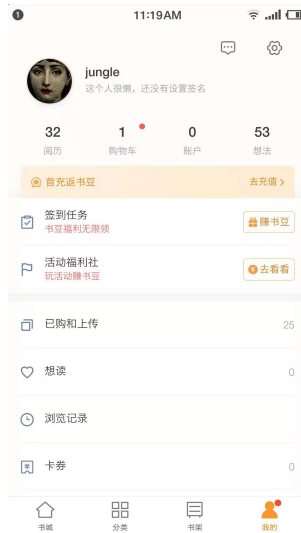 1 11:19AM
jungle
这个人很懒，还没有设置签名
32 1 0 53
阅历 购物车 账户 想法
首充返书豆 去充值 >
签到任务
书豆福利无限领
赚书豆
活动福利社
玩活动赚书豆
去看看
已购和上传 25
想读 0
浏览记录
卡券 0
书城 分类 书架 我的